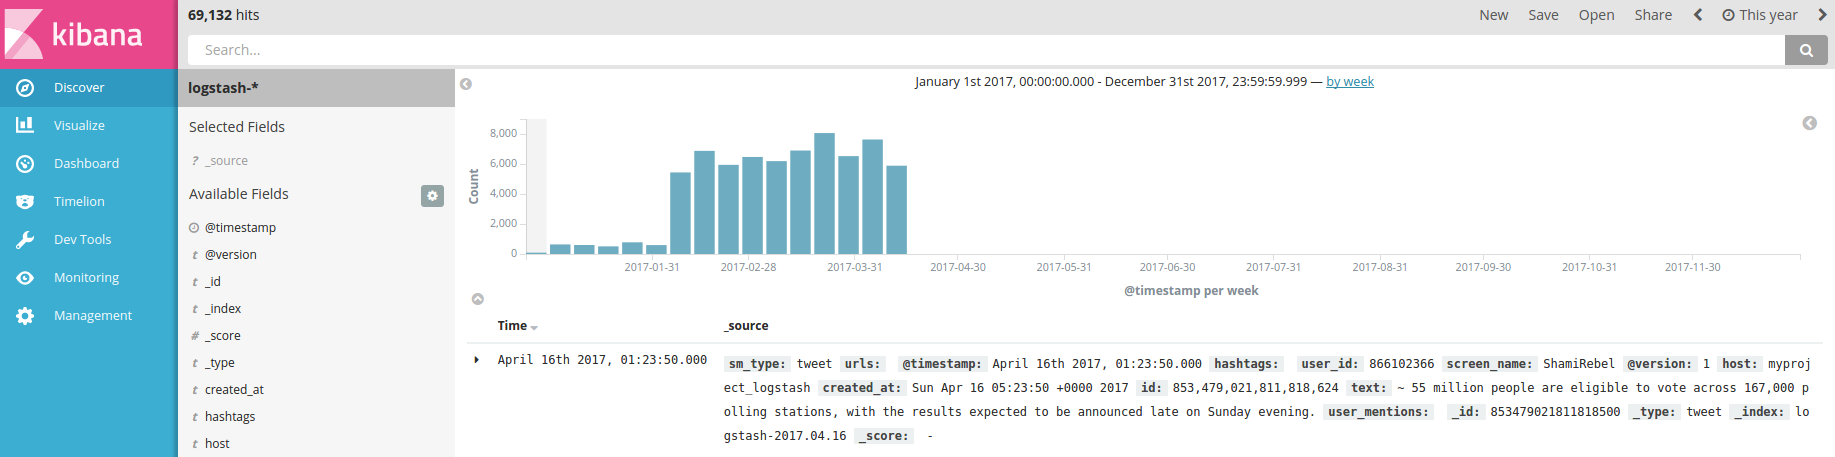 kibana
69,132 hits
New Save Open Share This year
Search...
Discover
Visualize
Dashboard
Timelion
Dev Tools
Monitoring
Management
logstash-*
Selected Fields
? _source
Available Fields
@timestamp
t @version
t _id
t _index
# _score
t _type
t created_at
t hashtags
t host
January 1st 2017, 00:00:00.000 - December 31st 2017, 23:59:59.999 — by week
Count
8,000
6,000
4,000
2,000
0
2017-01-31 2017-02-28 2017-03-31 2017-04-30 2017-05-31 2017-06-30 2017-07-31 2017-08-31 2017-09-30 2017-10-31 2017-11-30
@timestamp per week
Time _source
April 16th 2017, 01:23:50.000 sm_type: tweet urls: @timestamp: April 16th 2017, 01:23:50.000 hashtags: user_id: 866102366 screen_name: ShamiRebel @version: 1 host: myproj
ect_logstash created_at: Sun Apr 16 05:23:50 +0000 2017 id: 853,479,021,811,818,624 text: ~ 55 million people are eligible to vote across 167,000 p
olling stations, with the results expected to be announced late on Sunday evening. user_mentions: _id: 853479021811818500 _type: tweet _index: lo
gstash-2017.04.16 _score: -